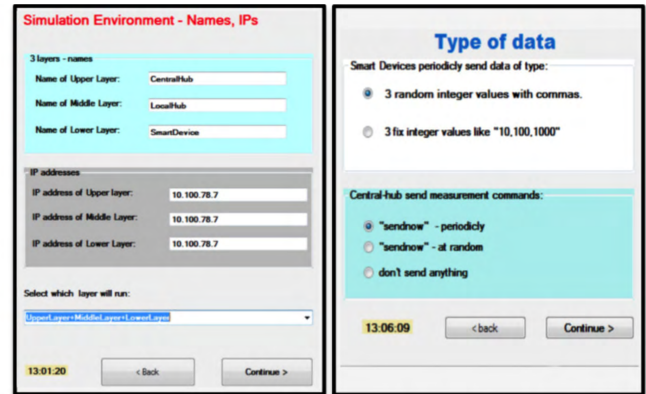 Simulation Environment - Names, IPs
3 layers - names
Name of Upper Layer: CentralHub
Name of Middle Layer: LocalHub
Name of Lower Layer: SmartDevice
IP addresses
IP address of Upper layer: 10.100.78.7
IP address of Middle Layer: 10.100.78.7
IP address of Lower Layer: 10.100.78.7
Select which layer will run:
UpperLayer+MiddleLayer+LowerLayer
13:01:20 < Back Continue >
Type of data
Smart Devices periodicly send data of type:
3 random integer values with commas.
3 fix integer values like "10,100,1000"
Central-hub send measurement commands:
"sendnow" - periodicly
"sendnow" - at random
don't send anything
13:06:09 < back Continue >